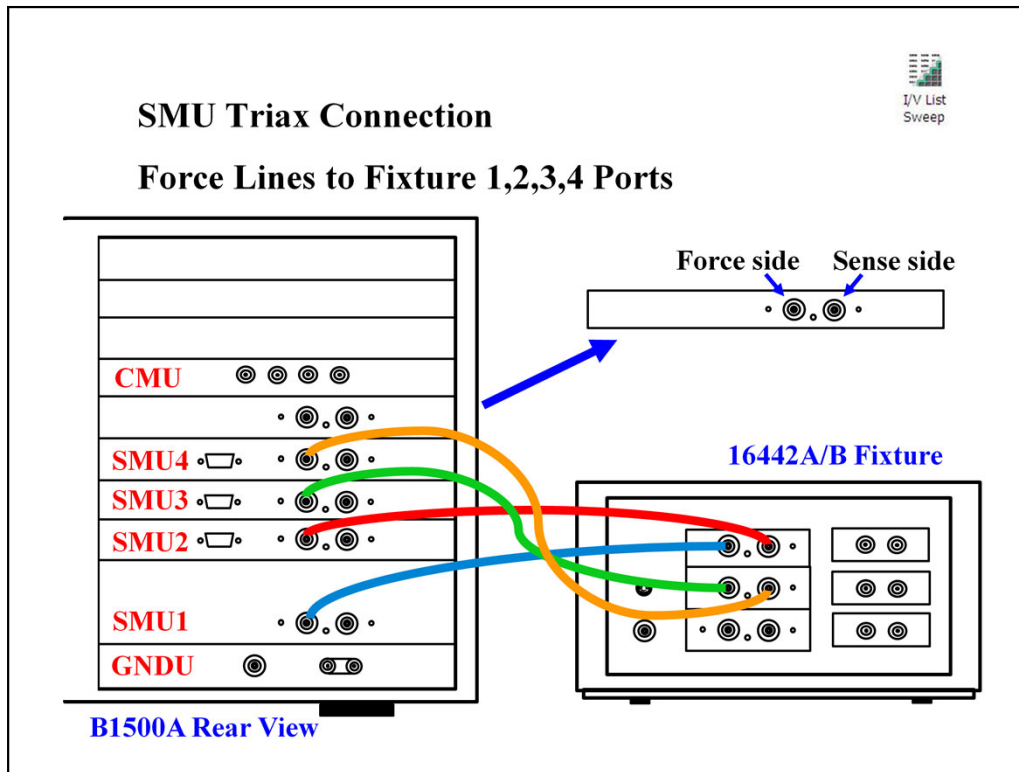 I/V List
Sweep
SMU Triax Connection
Force Lines to Fixture 1,2,3,4 Ports
Force side
Sense side
CMU
SMU4
SMU3
SMU2
SMU1
GNDU
16442A/B Fixture
B1500A Rear View